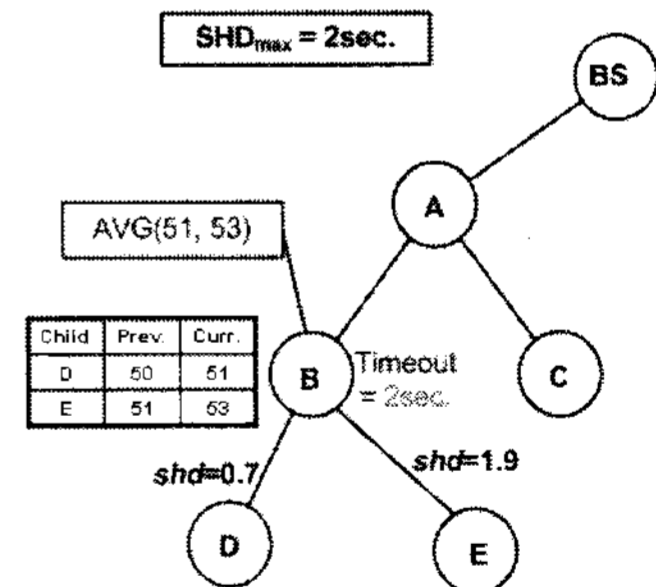 SHDmax = 2sec.
BS
A
AVG(51, 53)
Child Prev. Curr.
D 50 51
E 51 53
B
Timeout
= 2sec.
C
shd=0.7
shd=1.9
D
E